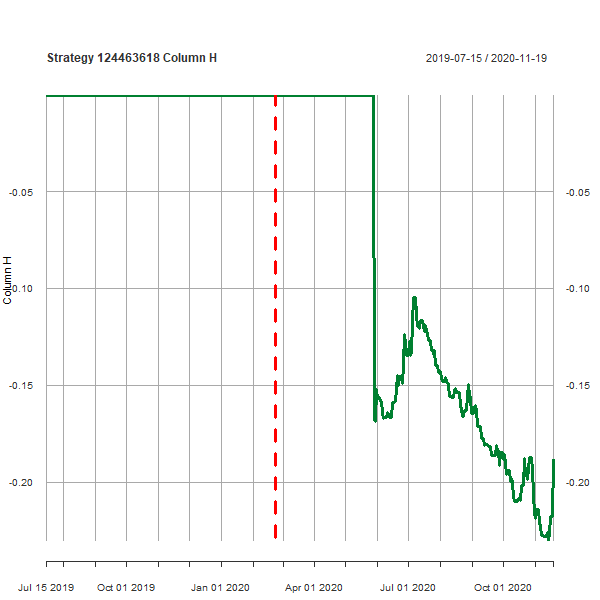 Strategy 124463618 Column H
2019-07-15 / 2020-11-19
-0.05
-0.05
-0.10
-0.10
Column H
-0.15
-0.15
-0.20
-0.20
Jul 15 2019
Oct 01 2019
Jan 01 2020
Apr 01 2020
Jul 01 2020
Oct 01 2020